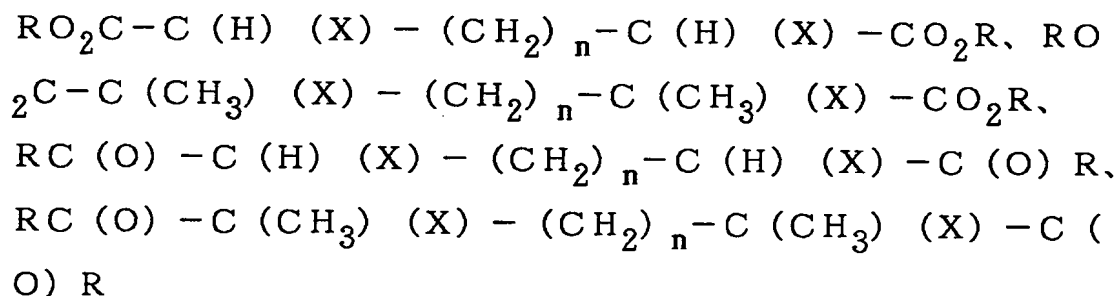 RO₂C−C (H) (X) − (CH₂) ₙ−C (H) (X) −CO₂R、RO
₂C−C (CH₃) (X) − (CH₂) ₙ−C (CH₃) (X) −CO₂R、
RC (O) −C (H) (X) − (CH₂) ₙ−C (H) (X) −C (O) R、
RC (O) −C (CH₃) (X) − (CH₂) ₙ−C (CH₃) (X) −C (
O) R